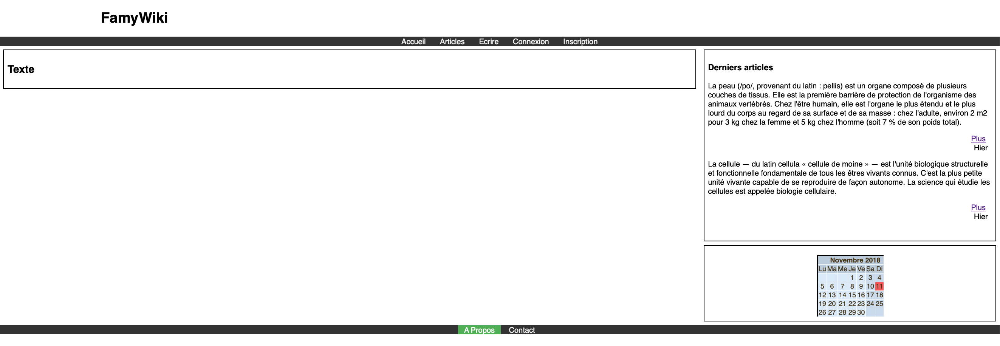 FamyWiki
Accueil Articles Ecrire Connexion Inscription
Texte
Derniers articles
La peau (/po/, provenant du latin : pellis) est un organe composé de plusieurs
couches de tissus. Elle est la première barrière de protection de l'organisme des
animaux vertébrés. Chez l'être humain, elle est l'organe le plus étendu et le plus
lourd du corps au regard de sa surface et de sa masse : chez l'adulte, environ 2 m2
pour 3 kg chez la femme et 5 kg chez l'homme (soit 7 % de son poids total).
Plus
Hier
La cellule — du latin cellula « cellule de moine » — est l'unité biologique structurelle
et fonctionnelle fondamentale de tous les êtres vivants connus. C'est la plus petite
unité vivante capable de se reproduire de façon autonome. La science qui étudie les
cellules est appelée biologie cellulaire.
Plus
Hier
Novembre 2018
Lu Ma Me Je Ve Sa Di
1 2 3 4
5 6 7 8 9 10 11
12 13 14 15 16 17 18
19 20 21 22 23 24 25
26 27 28 29 30
A Propos Contact